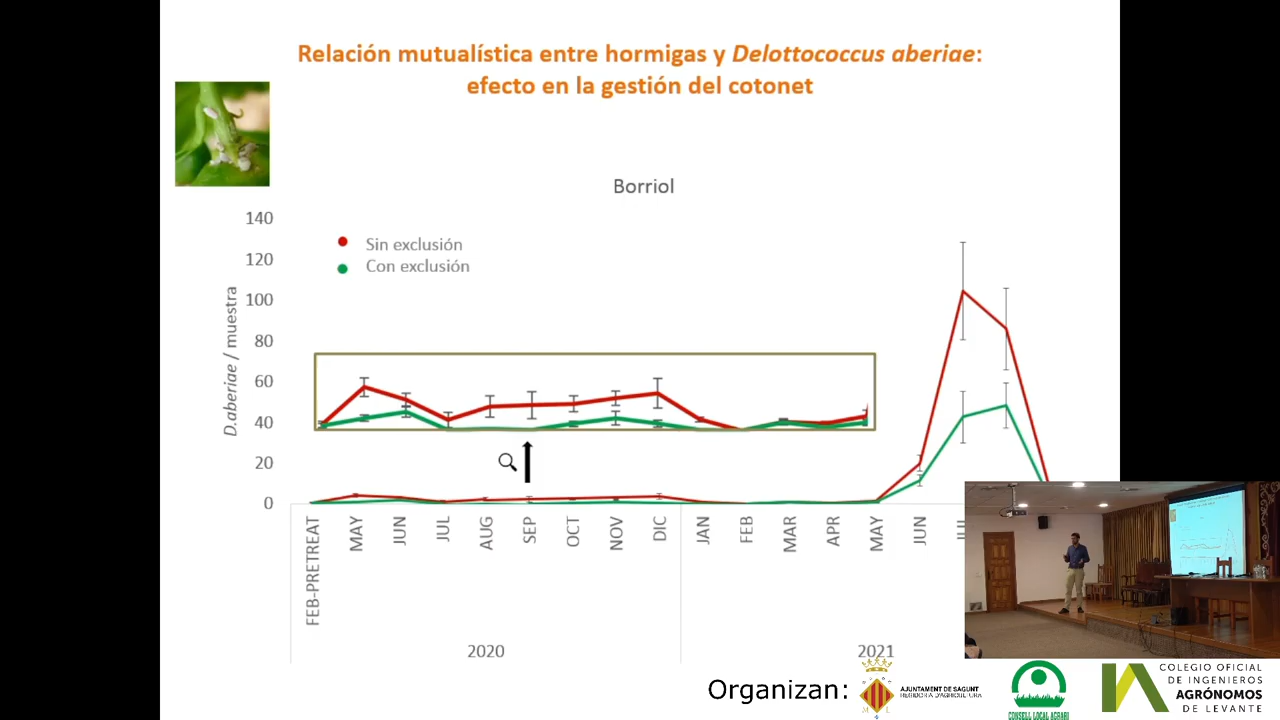 Relación mutualística entre hormigas y Delottococcus aberiae:
efecto en la gestión del cotonet
Borriol
140
120
100
80
60
40
20
0
D.aberiae / muestra
Sin exclusión
Con exclusión
FEB-PRETREAT
MAY
JUN
JUL
AUG
SEP
OCT
NOV
DIC
JAN
FEB
MAR
APR
MAY
JUN
2020
2021
Organizan:
AJUNTAMENT DE SAGUNT
REGIDORIA D'AGRICULTURA
CONSELL LOCAL AGRARI
COLEGIO OFICIAL
DE INGENIEROS
AGRÓNOMOS
DE LEVANTE